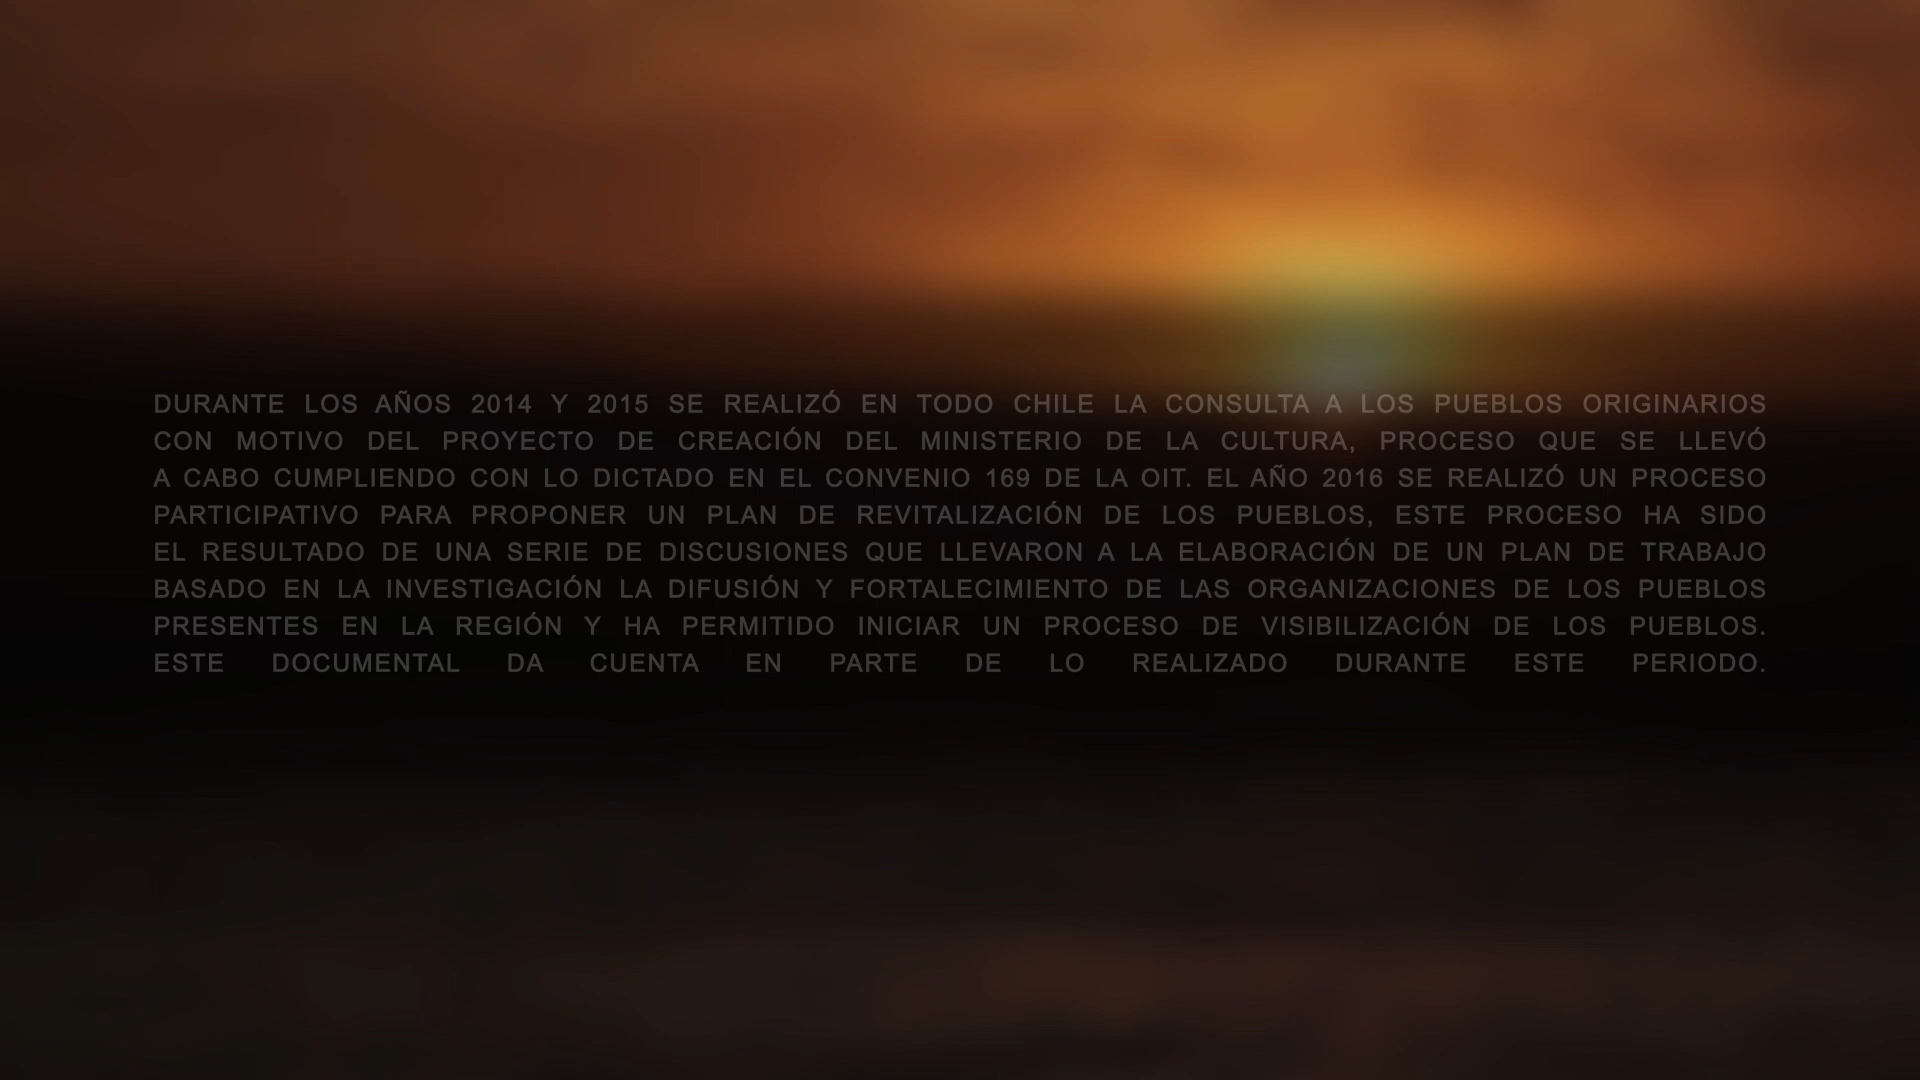 DURANTE LOS AÑOS 2014 Y 2015 SE REALIZÓ EN TODO CHILE LA CONSULTA A LOS PUEBLOS ORIGINARIOS
CON MOTIVO DEL PROYECTO DE CREACIÓN DEL MINISTERIO DE LA CULTURA, PROCESO QUE SE LLEVÓ
A CABO CUMPLIENDO CON LO DICTADO EN EL CONVENIO 169 DE LA OIT. EL AÑO 2016 SE REALIZÓ UN PROCESO
PARTICIPATIVO PARA PROPONER UN PLAN DE REVITALIZACIÓN DE LOS PUEBLOS, ESTE PROCESO HA SIDO
EL RESULTADO DE UNA SERIE DE DISCUSIONES QUE LLEVARON A LA ELABORACIÓN DE UN PLAN DE TRABAJO
BASADO EN LA INVESTIGACIÓN LA DIFUSIÓN Y FORTALECIMIENTO DE LAS ORGANIZACIONES DE LOS PUEBLOS
PRESENTES EN LA REGIÓN Y HA PERMITIDO INICIAR UN PROCESO DE VISIBILIZACIÓN DE LOS PUEBLOS.
ESTE DOCUMENTAL DA CUENTA EN PARTE DE LO REALIZADO DURANTE ESTE PERIODO.